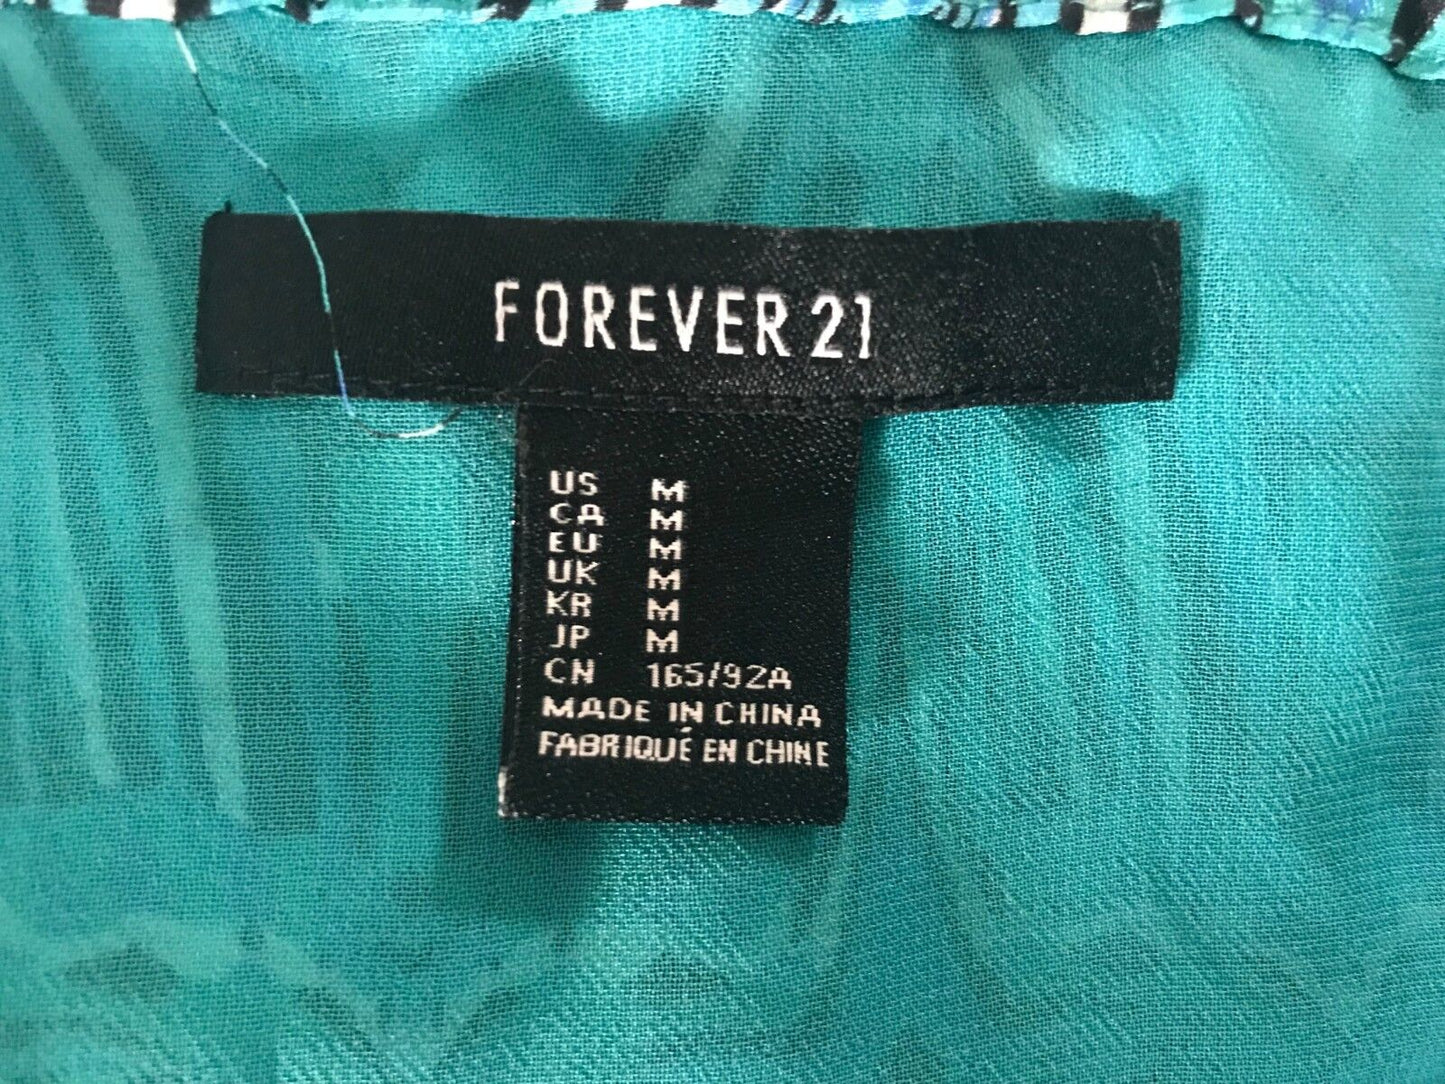 FOREVER 21
US M
CA M
EU M
UK M
KR M
JP M
CN 165/92A
MADE IN CHINA
FABRIQUÉ EN CHINE